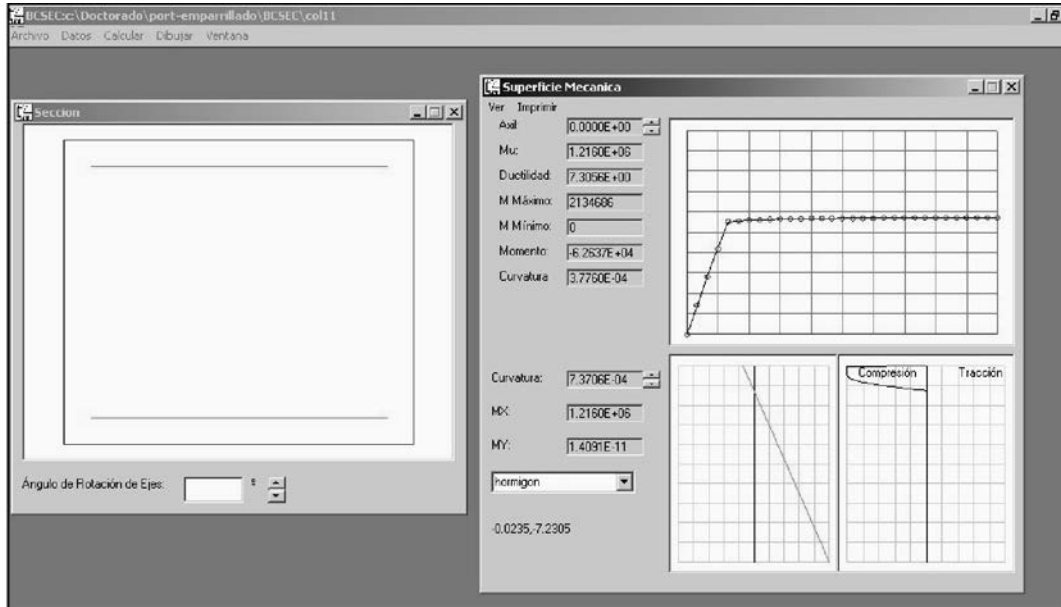 BCSEC:c:\Doctorado\port-emparrillado\BCSEC\col11
Archivo Datos Calcular Dibujar Ventana
Seccion
Ángulo de Rotación de Ejes: º
Superficie Mecanica
Ver Imprimir
Axil 0.0000E+00
Mu: 1.2160E+06
Ductilidad: 7.3056E+00
M Máximo: 2134686
M Mínimo: 0
Momento: -6.2637E+04
Curvatura 3.7760E-04
Curvatura: 7.3706E-04
MX: 1.2160E+06
MY: 1.4091E-11
hormigon
-0.0235,-7.2305
Compresión Tracción